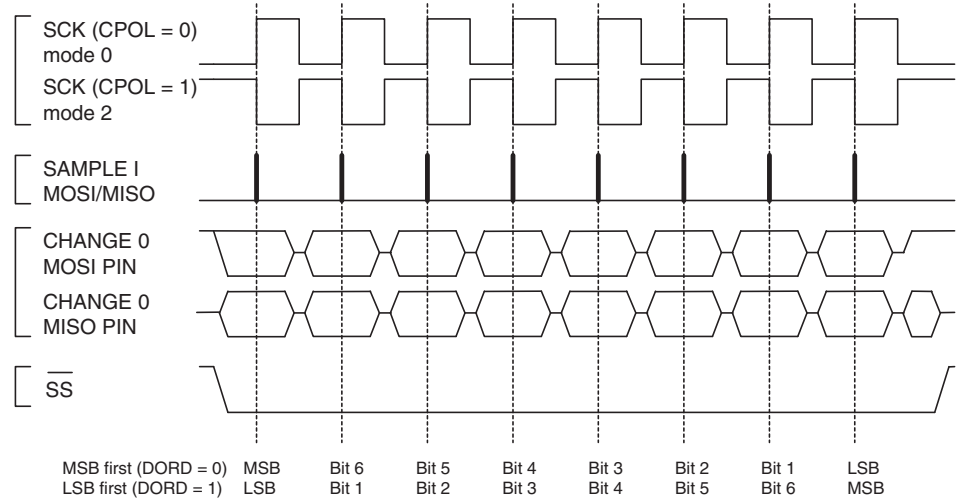 SCK (CPOL = 0)
mode 0
SCK (CPOL = 1)
mode 2
SAMPLE I
MOSI/MISO
CHANGE 0
MOSI PIN
CHANGE 0
MISO PIN
SS
MSB first (DORD = 0) MSB Bit 6 Bit 5 Bit 4 Bit 3 Bit 2 Bit 1 LSB
LSB first (DORD = 1) LSB Bit 1 Bit 2 Bit 3 Bit 4 Bit 5 Bit 6 MSB